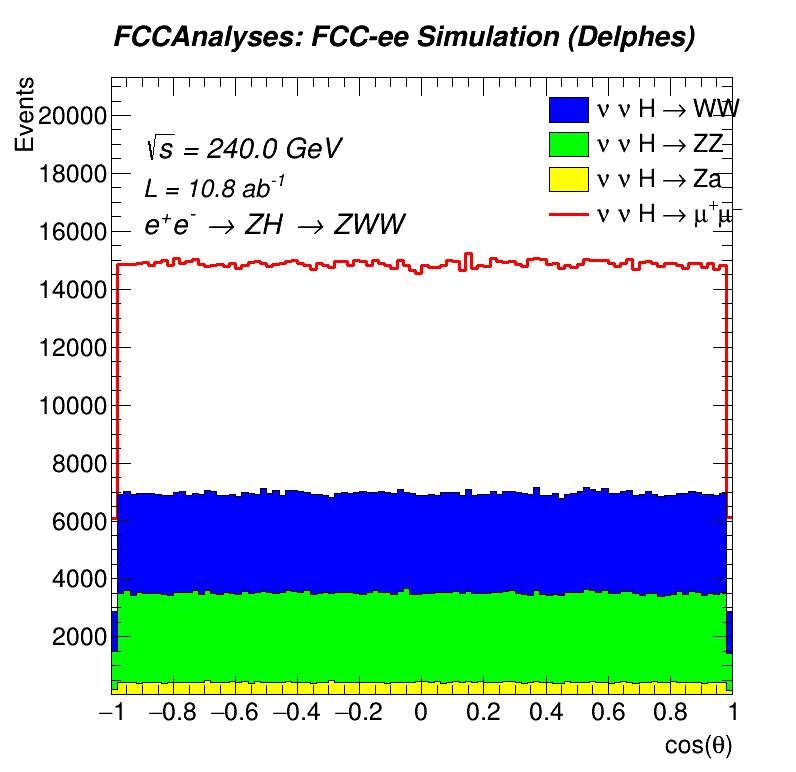 FCCAnalyses: FCC-ee Simulation (Delphes)
Events
20000
18000
16000
14000
12000
10000
8000
6000
4000
2000
√s = 240.0 GeV
L = 10.8 ab⁻¹
e⁺e⁻ → ZH → ZWW
ν ν H → WW
ν ν H → ZZ
ν ν H → Za
ν ν H → μ⁺μ⁻
−1 −0.8 −0.6 −0.4 −0.2 0 0.2 0.4 0.6 0.8 1
cos(θ)